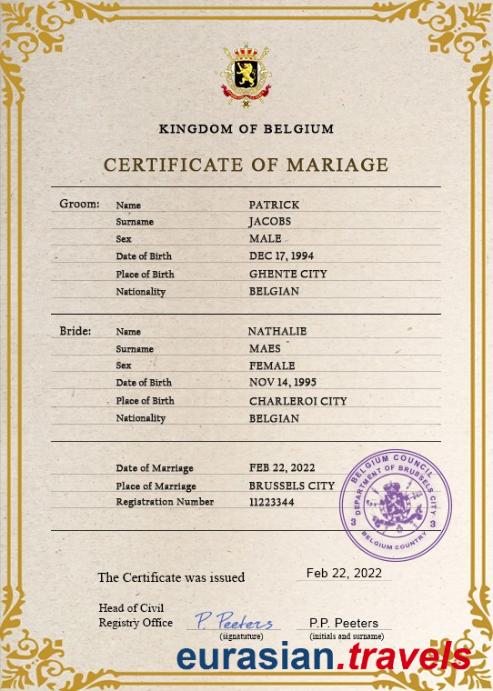 KINGDOM OF BELGIUM
CERTIFICATE OF MARIAGE
Groom: Name PATRICK
Surname JACOBS
Sex MALE
Date of Birth DEC 17, 1994
Place of Birth GHENTE CITY
Nationality BELGIAN
Bride: Name NATHALIE
Surname MAES
Sex FEMALE
Date of Birth NOV 14, 1995
Place of Birth CHARLEROI CITY
Nationality BELGIAN
Date of Marriage FEB 22, 2022
Place of Marriage BRUSSELS CITY
Registration Number 11223344
BELGIUM COUNCIL
DEPARTMENT OF BRUSSELS CITY
3 3
BELGIUM COUNTRY
The Certificate was issued Feb 22, 2022
Head of Civil
Registry Office P. Peeters P.P. Peeters
(signature) (initials and surname)
eurasian.travels